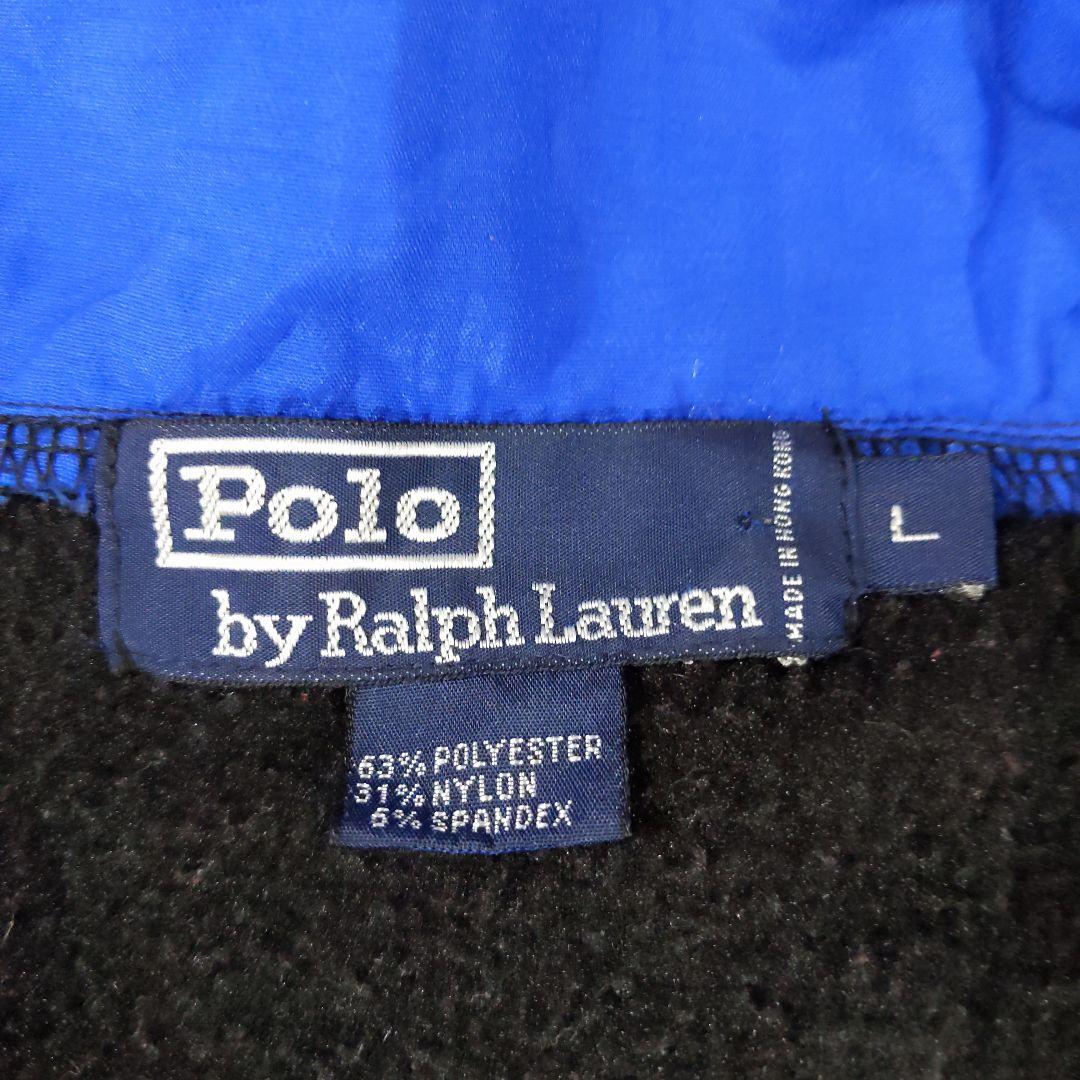 Polo
by Ralph Lauren
MADE IN HONG KONG
L
63% POLYESTER
31% NYLON
6% SPANDEX